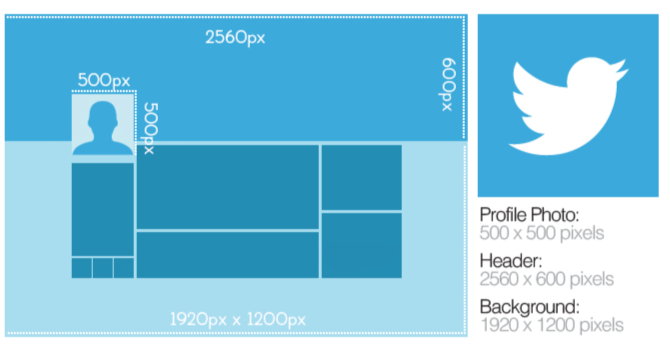 2560px
600px
500px
500px
1920px x 1200px
Profile Photo:
500 x 500 pixels
Header:
2560 x 600 pixels
Background:
1920 x 1200 pixels